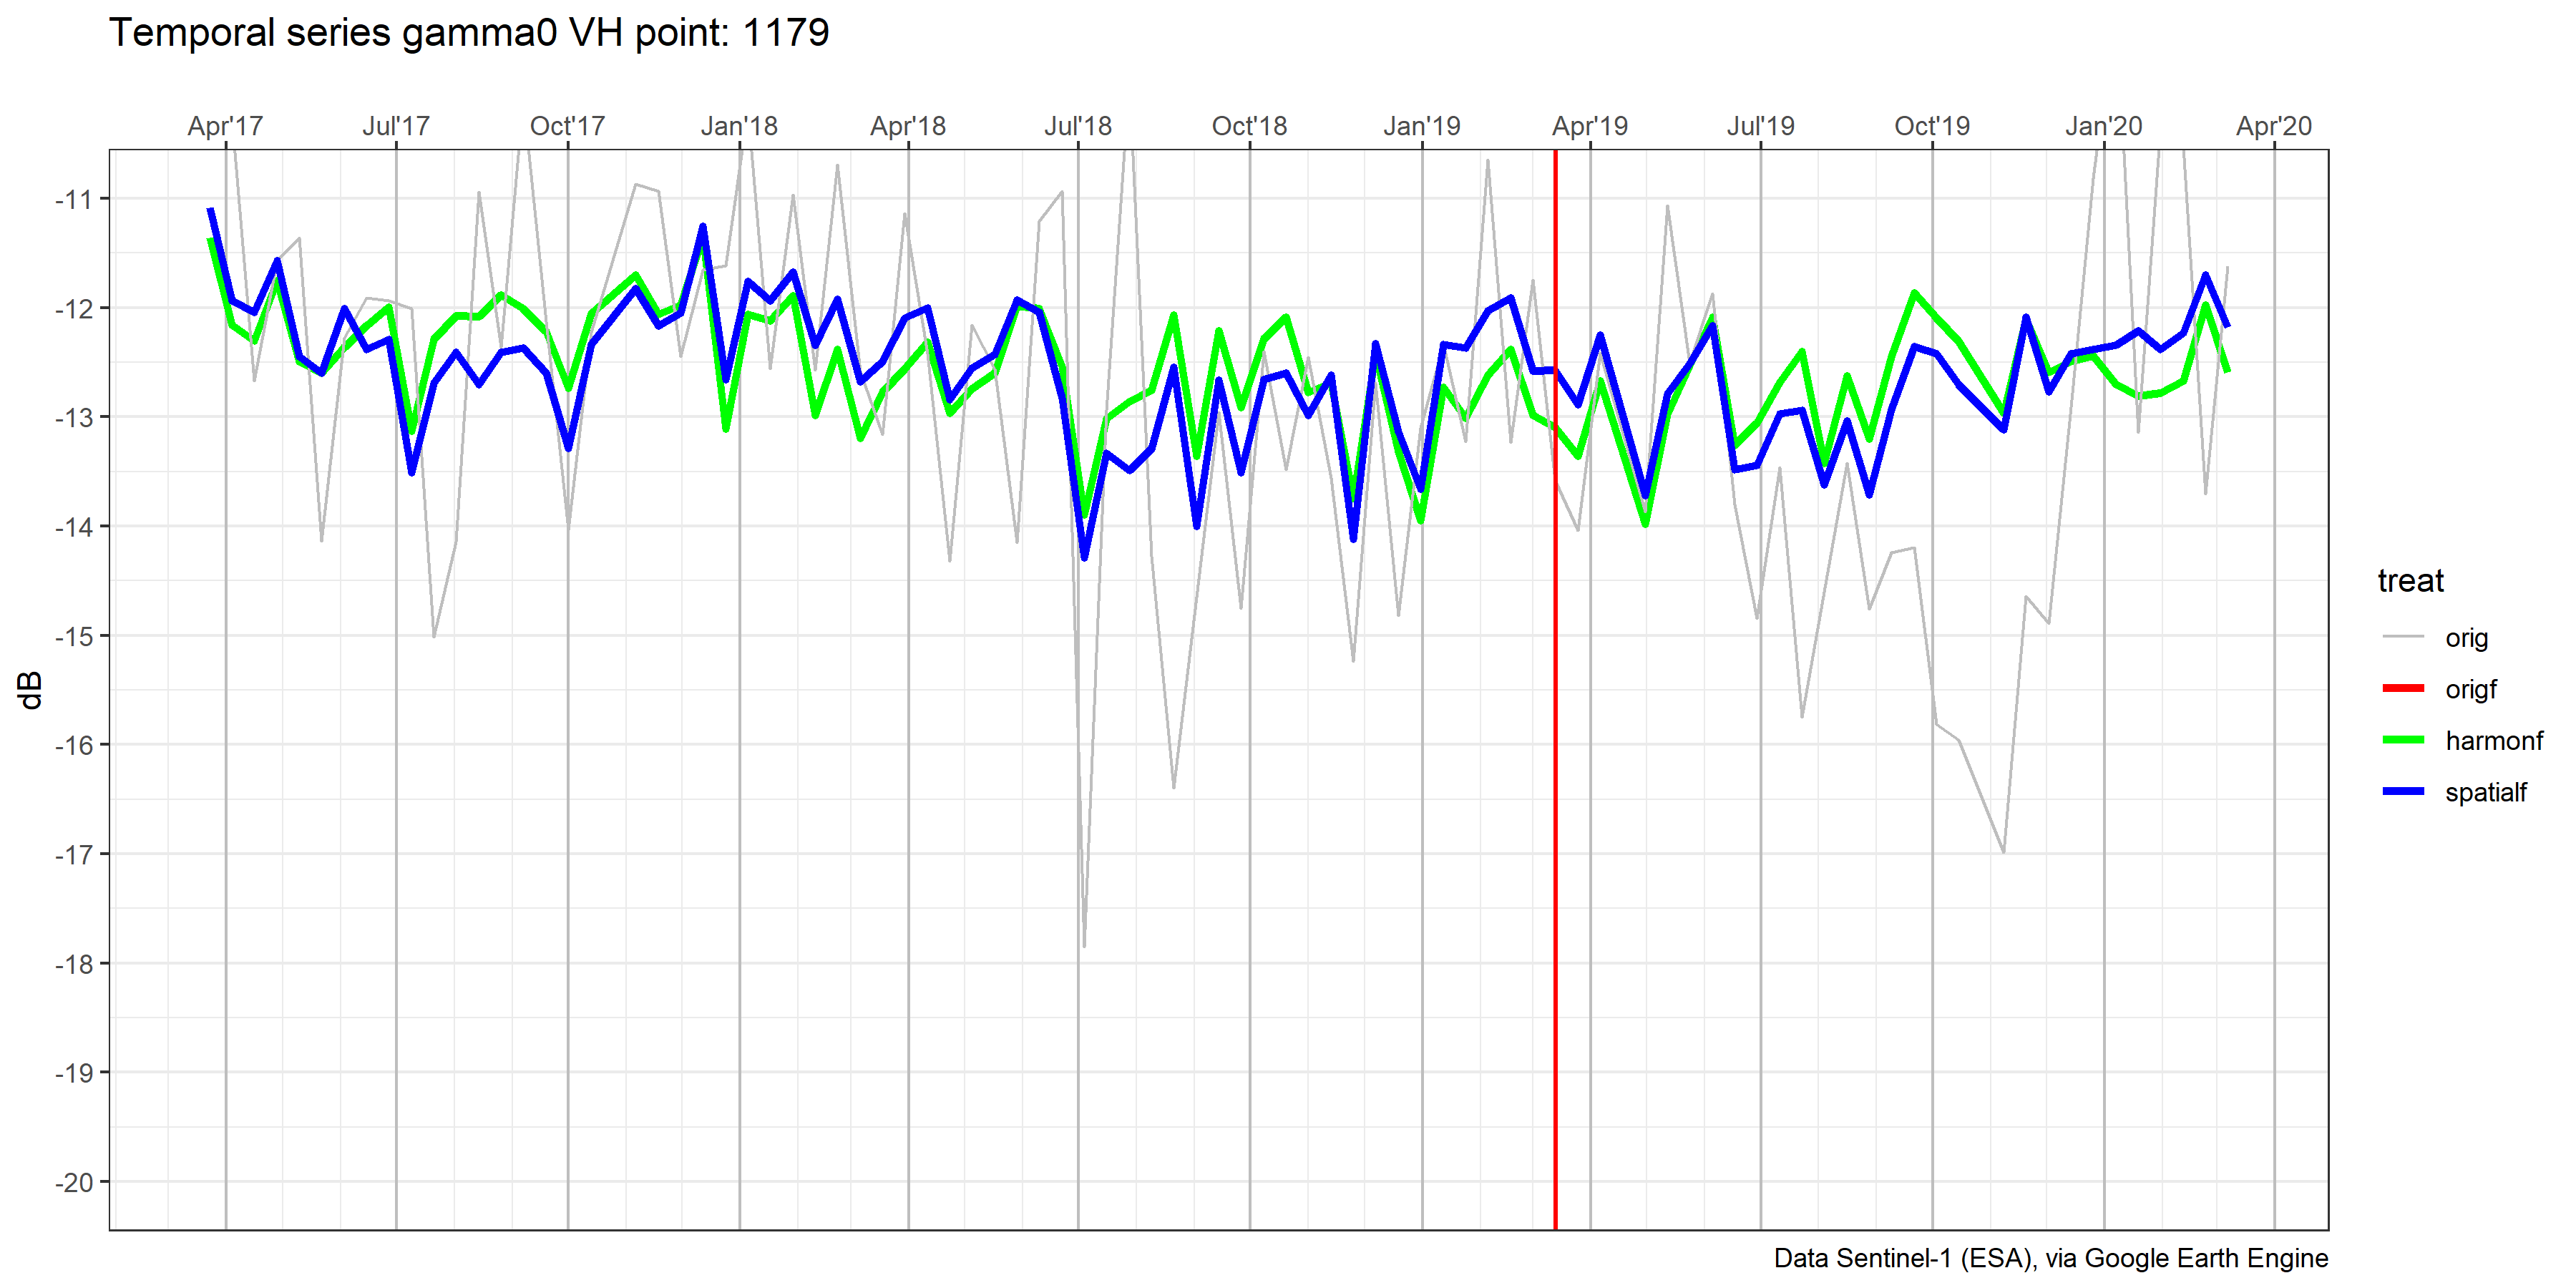 Temporal series gamma0 VH point: 1179
Apr'17 Jul'17 Oct'17 Jan'18 Apr'18 Jul'18 Oct'18 Jan'19 Apr'19 Jul'19 Oct'19 Jan'20 Apr'20
-11
-12
-13
-14
-15
-16
-17
-18
-19
-20
dB
treat
orig
origf
harmonf
spatialf
Data Sentinel-1 (ESA), via Google Earth Engine